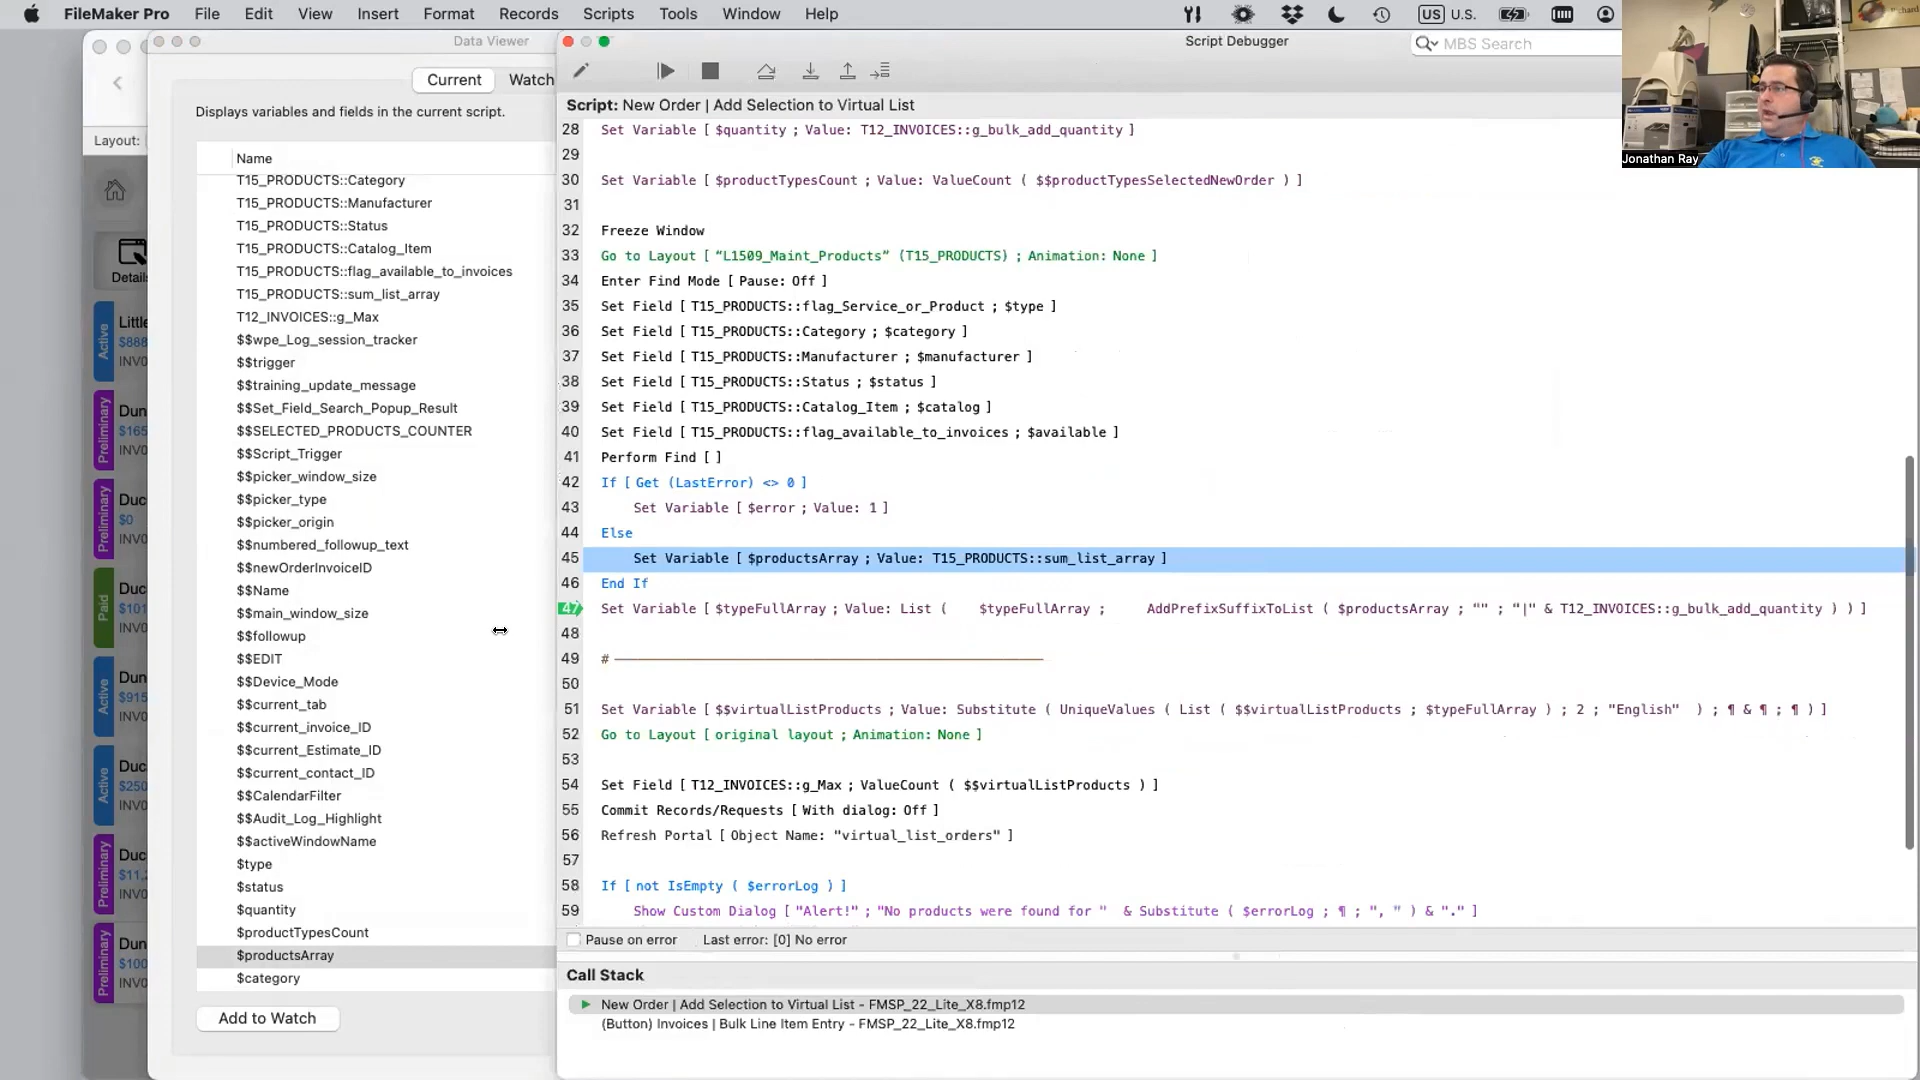 FileMaker Pro File Edit View Insert Format Records Scripts Tools Window Help
US U.S.
Data Viewer
Script Debugger
MBS Search
Current Watch
Displays variables and fields in the current script.
Layout:
Name
T15_PRODUCTS::Category
T15_PRODUCTS::Manufacturer
T15_PRODUCTS::Status
T15_PRODUCTS::Catalog_Item
T15_PRODUCTS::flag_available_to_invoices
T15_PRODUCTS::sum_list_array
T12_INVOICES::g_Max
$$wpe_Log_session_tracker
$$trigger
$$training_update_message
$$Set_Field_Search_Popup_Result
$$SELECTED_PRODUCTS_COUNTER
$$Script_Trigger
$$picker_window_size
$$picker_type
$$picker_origin
$$numbered_followup_text
$$newOrderInvoiceID
$$Name
$$main_window_size
$$followup
$$EDIT
$$Device_Mode
$$current_tab
$$current_invoice_ID
$$current_Estimate_ID
$$current_contact_ID
$$CalendarFilter
$$Audit_Log_Highlight
$$activeWindowName
$type
$status
$quantity
$productTypesCount
$productsArray
$category
Add to Watch
Details
Active
Little
$888
INV0
Preliminary
Dun
$165
INV0
Preliminary
Duc
$0
INV0
Paid
Duc
$101
INV0
Active
Dun
$915
INV0
Active
Duc
$250
INV0
Preliminary
Duc
$11,2
INV0
Preliminary
Dun
$100
INV0
Script: New Order | Add Selection to Virtual List
28 Set Variable [ $quantity ; Value: T12_INVOICES::g_bulk_add_quantity ]
29
30 Set Variable [ $productTypesCount ; Value: ValueCount ( $$productTypesSelectedNewOrder ) ]
31
32 Freeze Window
33 Go to Layout [ “L1509_Maint_Products” (T15_PRODUCTS) ; Animation: None ]
34 Enter Find Mode [ Pause: Off ]
35 Set Field [ T15_PRODUCTS::flag_Service_or_Product ; $type ]
36 Set Field [ T15_PRODUCTS::Category ; $category ]
37 Set Field [ T15_PRODUCTS::Manufacturer ; $manufacturer ]
38 Set Field [ T15_PRODUCTS::Status ; $status ]
39 Set Field [ T15_PRODUCTS::Catalog_Item ; $catalog ]
40 Set Field [ T15_PRODUCTS::flag_available_to_invoices ; $available ]
41 Perform Find [ ]
42 If [ Get (LastError) <> 0 ]
43 Set Variable [ $error ; Value: 1 ]
44 Else
45 Set Variable [ $productsArray ; Value: T15_PRODUCTS::sum_list_array ]
46 End If
47 Set Variable [ $typeFullArray ; Value: List ( $typeFullArray ; AddPrefixSuffixToList ( $productsArray ; "" ; "|" & T12_INVOICES::g_bulk_add_quantity ) ) ]
48
49 #
50
51 Set Variable [ $$virtualListProducts ; Value: Substitute ( UniqueValues ( List ( $$virtualListProducts ; $typeFullArray ) ; 2 ; "English" ) ; ¶ & ¶ ; ¶ ) ]
52 Go to Layout [ original layout ; Animation: None ]
53
54 Set Field [ T12_INVOICES::g_Max ; ValueCount ( $$virtualListProducts ) ]
55 Commit Records/Requests [ With dialog: Off ]
56 Refresh Portal [ Object Name: "virtual_list_orders" ]
57
58 If [ not IsEmpty ( $errorLog ) ]
59 Show Custom Dialog [ "Alert!" ; "No products were found for " & Substitute ( $errorLog ; ¶ ; ", " ) & "." ]
Pause on error Last error: [0] No error
Call Stack
New Order | Add Selection to Virtual List - FMSP_22_Lite_X8.fmp12
(Button) Invoices | Bulk Line Item Entry - FMSP_22_Lite_X8.fmp12
Jonathan Ray